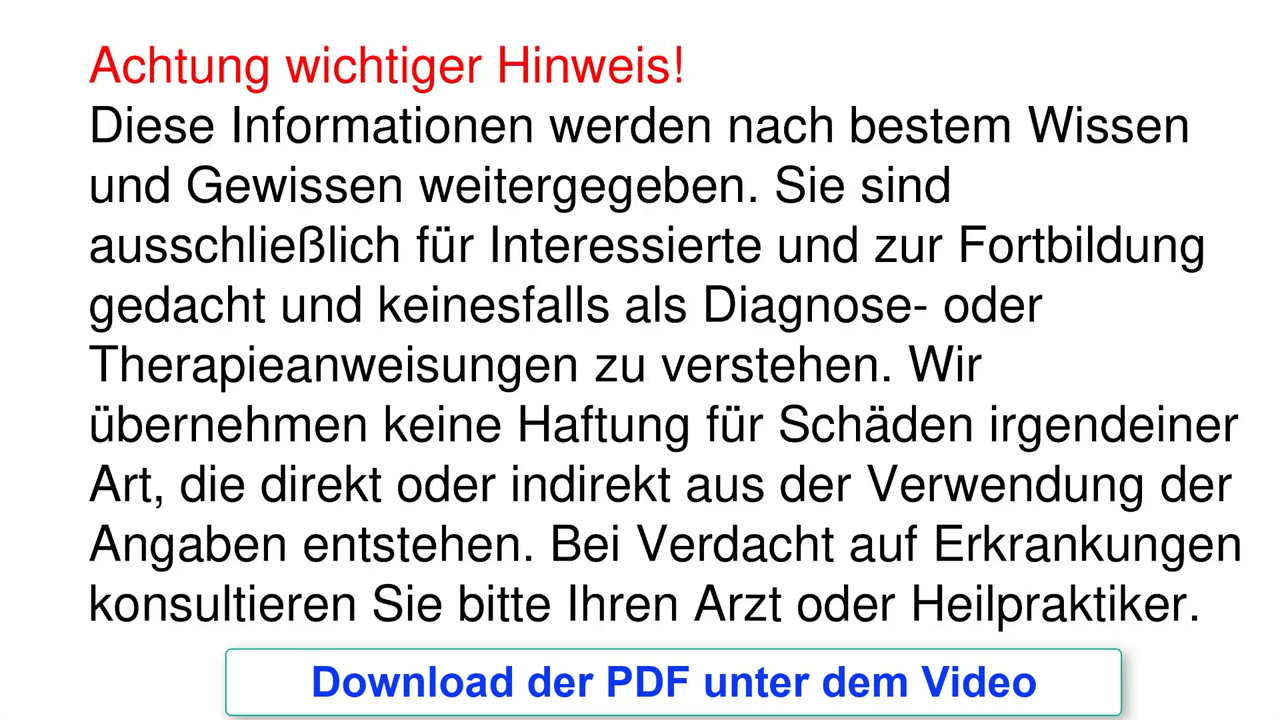 Achtung wichtiger Hinweis!
Diese Informationen werden nach bestem Wissen
und Gewissen weitergegeben. Sie sind
ausschließlich für Interessierte und zur Fortbildung
gedacht und keinesfalls als Diagnose- oder
Therapieanweisungen zu verstehen. Wir
übernehmen keine Haftung für Schäden irgendeiner
Art, die direkt oder indirekt aus der Verwendung der
Angaben entstehen. Bei Verdacht auf Erkrankungen
konsultieren Sie bitte Ihren Arzt oder Heilpraktiker.
Download der PDF unter dem Video